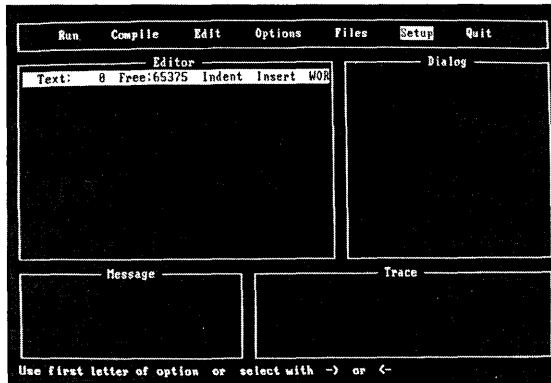 Run Compile Edit Options Files Setup Quit
Editor
Text: 0 Free:65375 Indent Insert WOR
Dialog
Message
Trace
Use first letter of option or select with -> or <-